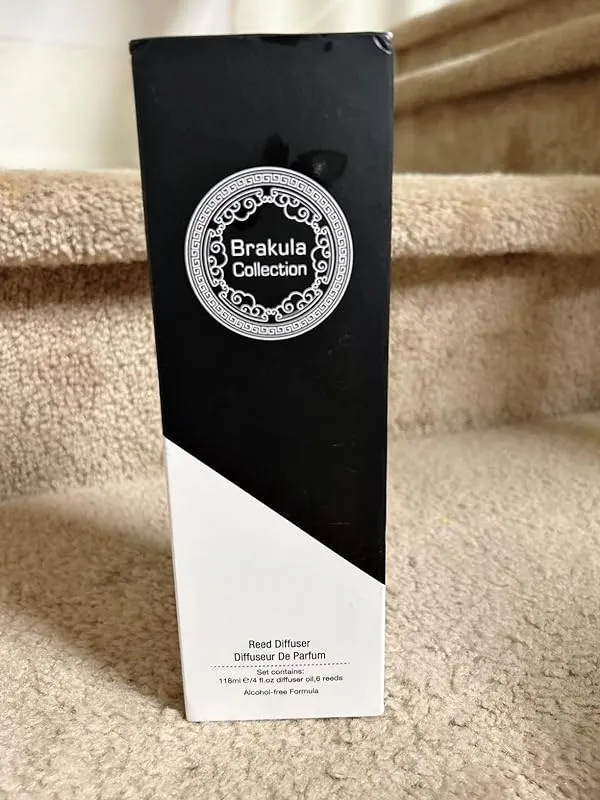 Brakula
Collection
Reed Diffuser
Diffuseur De Parfum
Set contains:
118ml ℮/4 fl.oz diffuser oil,6 reeds
Alcohol-free Formula